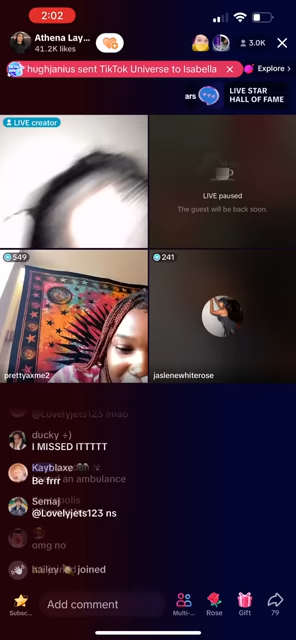 2:02
Athena Lay...
41.2K likes
3.0K
hughjanius sent TikTok Universe to Isabella
Explore
ars
LIVE STAR
HALL OF FAME
LIVE creator
LIVE paused
The guest will be back soon.
549
241
prettyaxme2
jaslenewhiterose
@Lovelyjets123 lmao
ducky ÷)
I MISSED ITTTTT
Kayblaxe
an ambulance
Be frrr
Semaj
@Lovelyjets123 ns
omg no
joined
Subsc...
Add comment
Multi-...
Rose
Gift
79